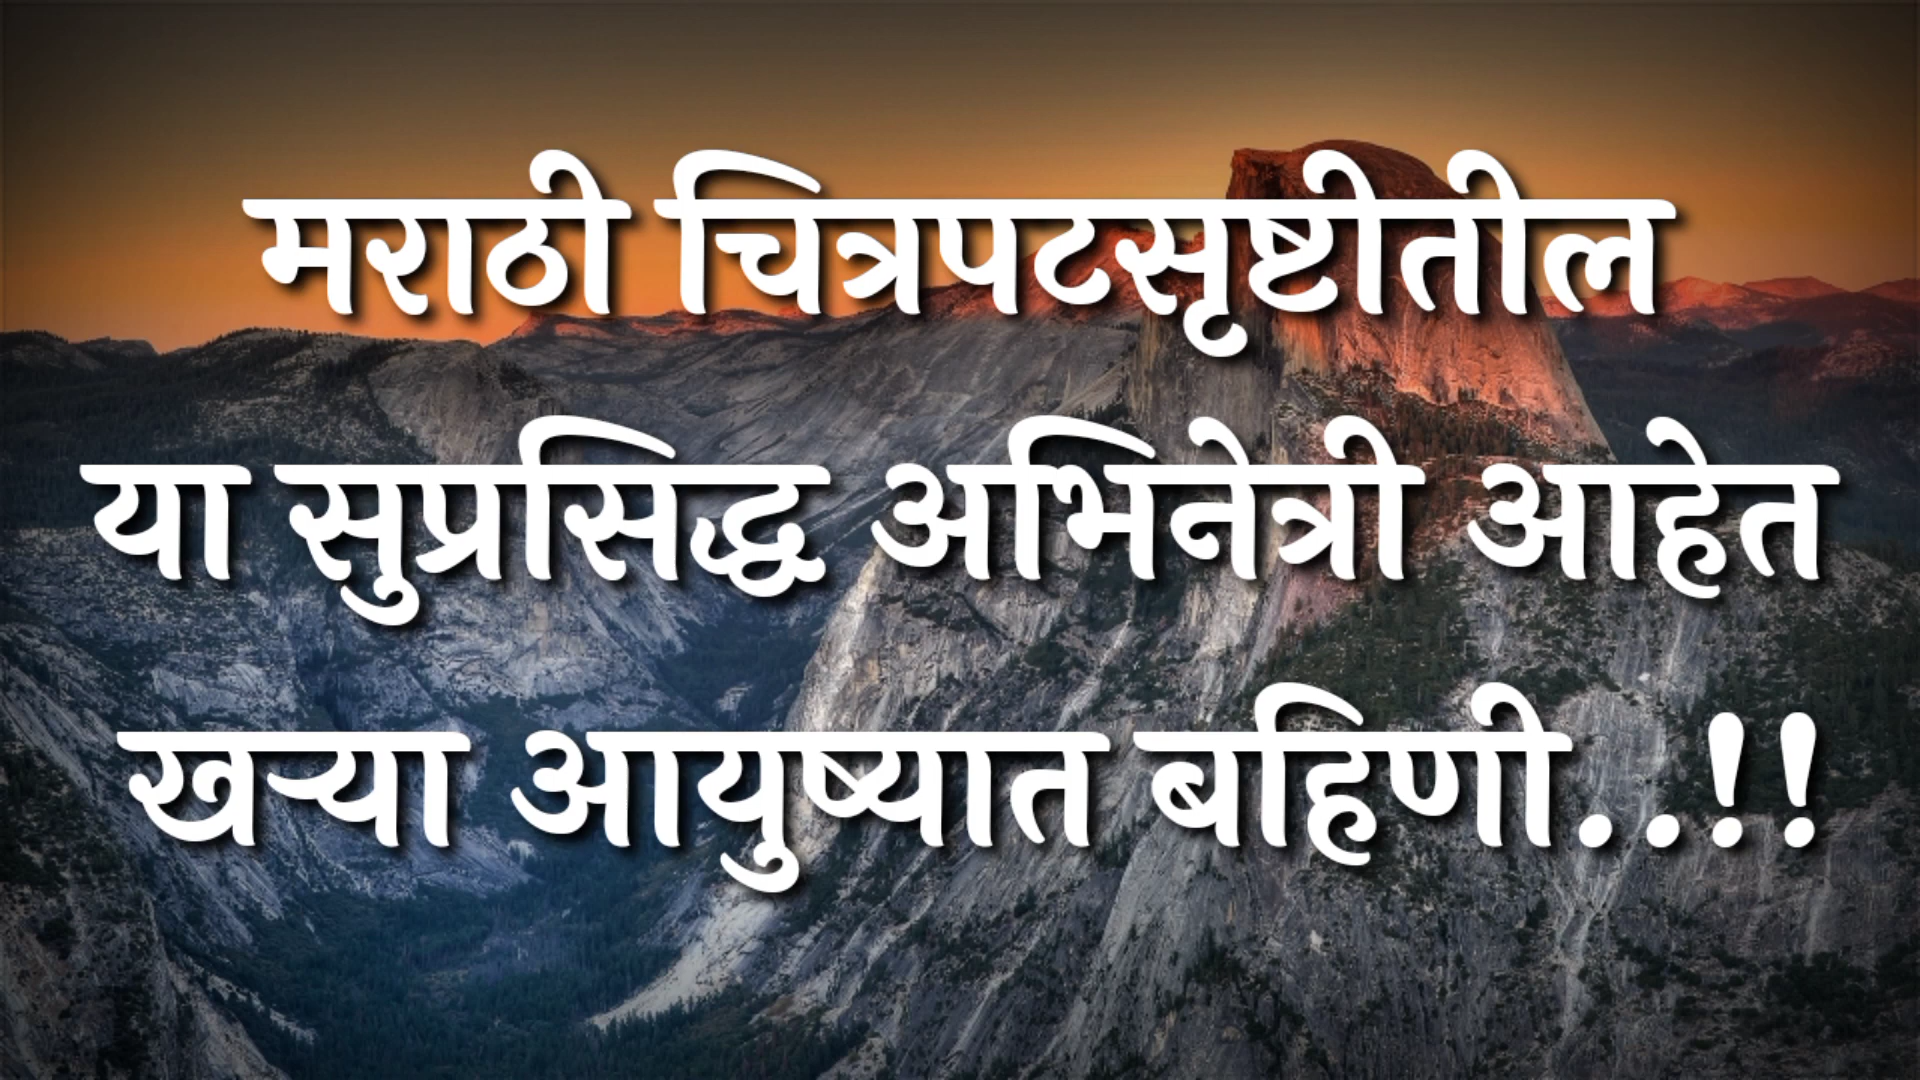 मराठी चित्रपटसृष्टीतील
या सुप्रसिद्ध अभिनेत्री आहेत
खऱ्या आयुष्यात बहिणी..!!